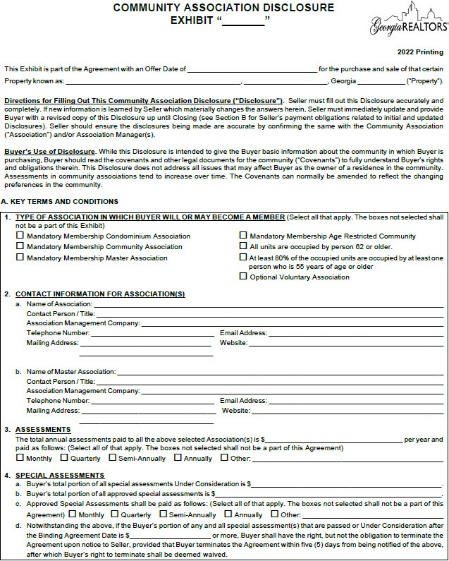 COMMUNITY ASSOCIATION DISCLOSURE
EXHIBIT "_______"
Georgia REALTORS®
2022 Printing
This Exhibit is part of the Agreement with an Offer Date of ____________ for the purchase and sale of that certain
Property known as: ____________, ____________, Georgia ______ ("Property").
Directions for Filling Out This Community Association Disclosure ("Disclosure"). Seller must fill out this Disclosure accurately and
completely. If new information is learned by Seller which materially changes the answers herein, Seller must immediately update and provide
Buyer with a revised copy of this Disclosure up until Closing (see Section B for Seller's payment obligations related to initial and updated
Disclosures). Seller should ensure the disclosures being made are accurate by confirming the same with the Community Association
("Association") and/or Association Manager(s).
Buyer's Use of Disclosure. While this Disclosure is intended to give the Buyer basic information about the community in which Buyer is
purchasing, Buyer should read the covenants and other legal documents for the community ("Covenants") to fully understand Buyer's rights
and obligations therein. This Disclosure does not address all issues that may affect Buyer as the owner of a residence in the community.
Assessments in community associations tend to increase over time. The Covenants can normally be amended to reflect the changing
preferences in the community.
A. KEY TERMS AND CONDITIONS
1. TYPE OF ASSOCIATION IN WHICH BUYER WILL OR MAY BECOME A MEMBER (Select all that apply. The boxes not selected shall
not be a part of this Exhibit)
☐ Mandatory Membership Condominium Association
☐ Mandatory Membership Community Association
☐ Mandatory Membership Master Association
☐ Mandatory Membership Age Restricted Community
☐ All units are occupied by person 62 or older.
☐ At least 80% of the occupied units are occupied by at least one
person who is 55 years of age or older
☐ Optional Voluntary Association
2. CONTACT INFORMATION FOR ASSOCIATION(S)
a. Name of Association: ____________
Contact Person / Title: ____________
Association Management Company: ____________
Telephone Number: ____________ Email Address: ____________
Mailing Address: ____________ Website: ____________
b. Name of Master Association: ____________
Contact Person / Title: ____________
Association Management Company: ____________
Telephone Number: ____________ Email Address: ____________
Mailing Address: ____________ Website: ____________
3. ASSESSMENTS
The total annual assessments paid to all the above selected Association(s) is $____________ per year and
paid as follows: (Select all of that apply. The boxes not selected shall not be a part of this Agreement)
☐ Monthly ☐ Quarterly ☐ Semi-Annually ☐ Annually ☐ Other: ____________
4. SPECIAL ASSESSMENTS
a. Buyer's total portion of all special assessments Under Consideration is $____________.
b. Buyer's total portion of all approved special assessments is $____________.
c. Approved Special Assessments shall be paid as follows: (Select all of that apply. The boxes not selected shall not be a part of this
Agreement) ☐ Monthly ☐ Quarterly ☐ Semi-Annually ☐ Annually ☐ Other: ____________
d. Notwithstanding the above, if the Buyer's portion of any and all special assessment(s) that are passed or Under Consideration after
the Binding Agreement Date is $____________ or more, Buyer shall have the right, but not the obligation to terminate the
Agreement upon notice to Seller, provided that Buyer terminates the Agreement within five (5) days from being notified of the above,
after which Buyer's right to terminate shall be deemed waived.